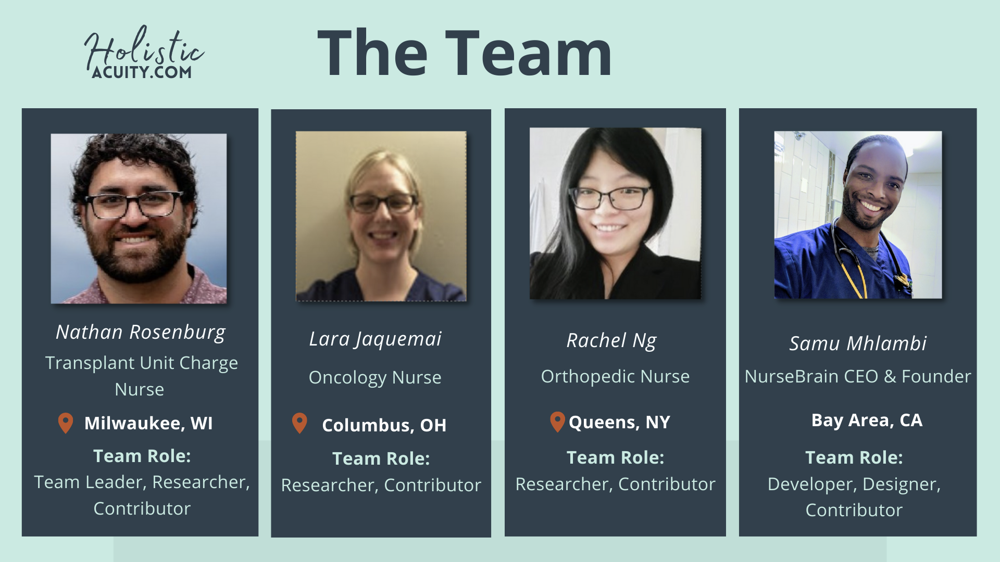 Holistic
ACUITY.COM
The Team
Nathan Rosenburg
Transplant Unit Charge
Nurse
Milwaukee, WI
Team Role:
Team Leader, Researcher,
Contributor
Lara Jaquemai
Oncology Nurse
Columbus, OH
Team Role:
Researcher, Contributor
Rachel Ng
Orthopedic Nurse
Queens, NY
Team Role:
Researcher, Contributor
Samu Mhlambi
NurseBrain CEO & Founder
Bay Area, CA
Team Role:
Developer, Designer,
Contributor